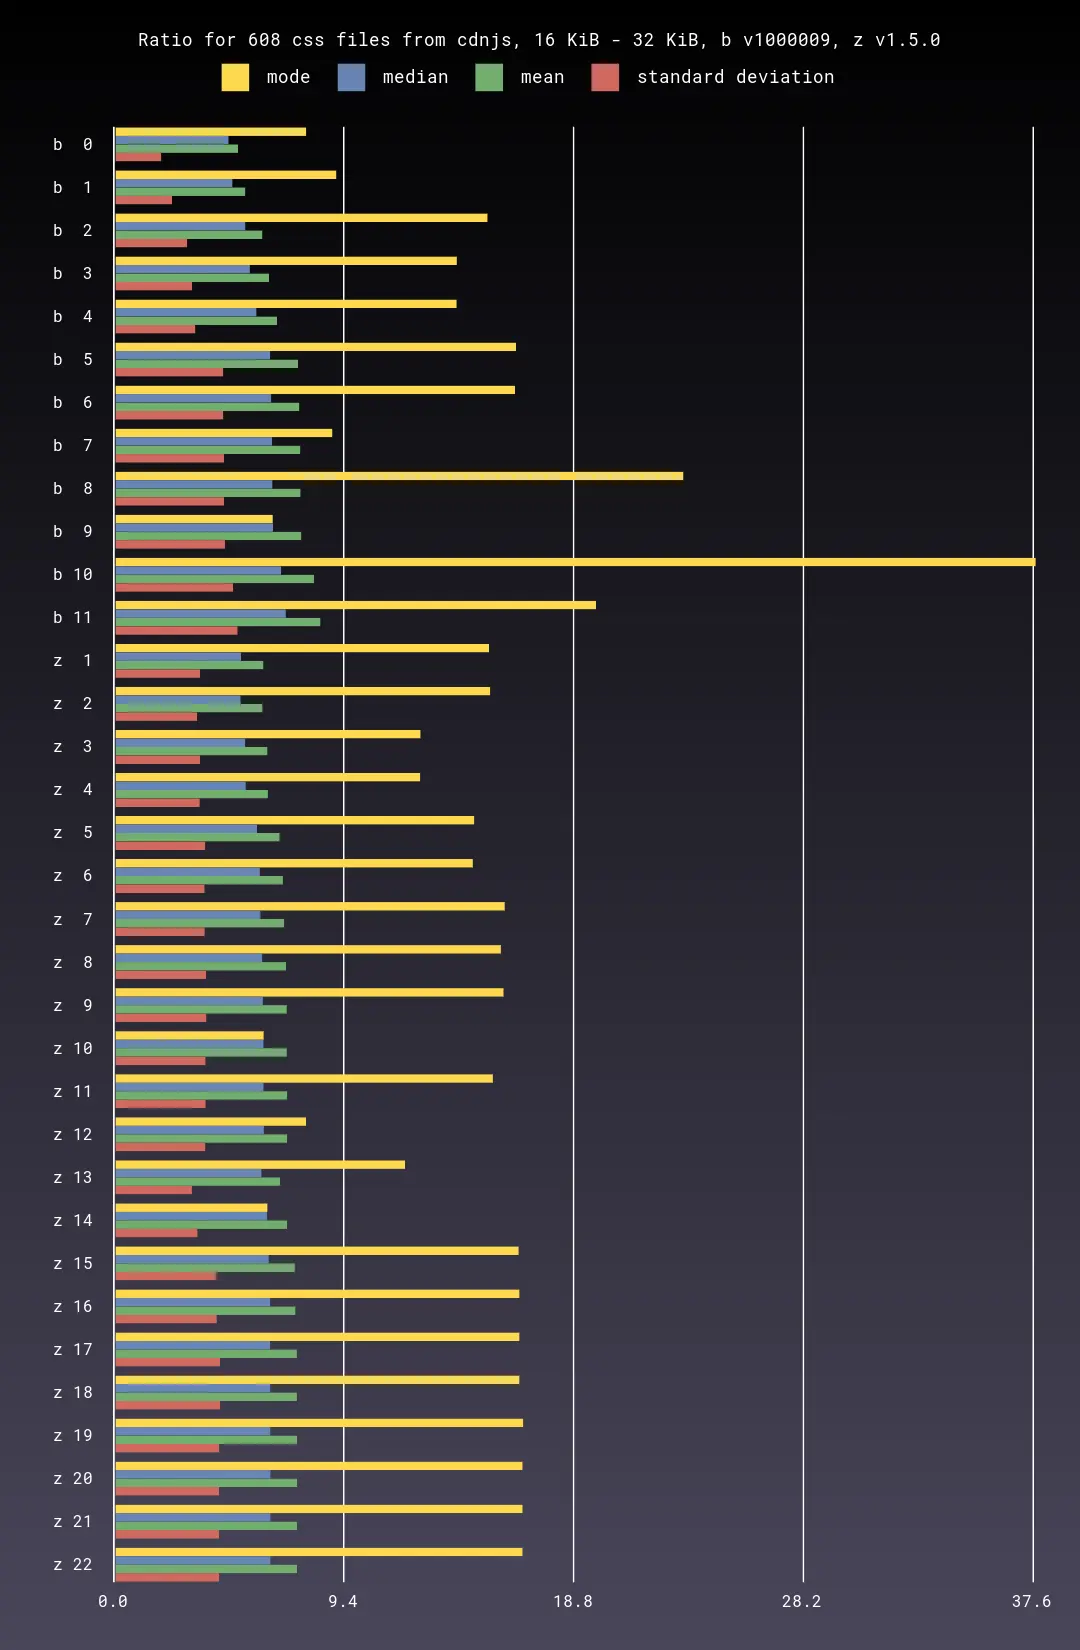 Ratio for 608 css files from cdnjs, 16 KiB - 32 KiB, b v1000009, z v1.5.0
mode median mean standard deviation
b 0
b 1
b 2
b 3
b 4
b 5
b 6
b 7
b 8
b 9
b 10
b 11
z 1
z 2
z 3
z 4
z 5
z 6
z 7
z 8
z 9
z 10
z 11
z 12
z 13
z 14
z 15
z 16
z 17
z 18
z 19
z 20
z 21
z 22
0.0 9.4 18.8 28.2 37.6